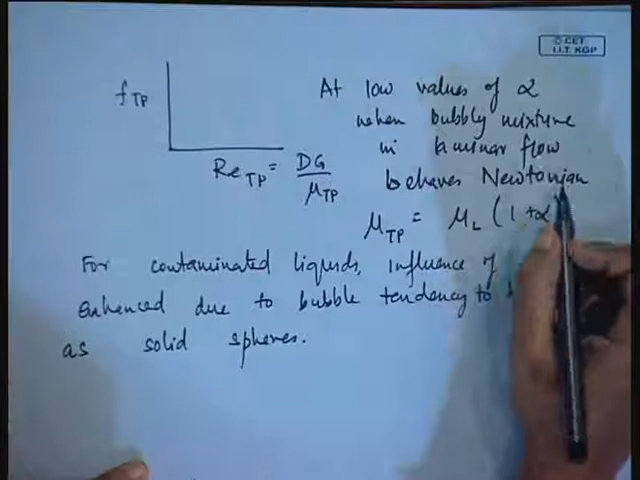 © CET
I.I.T. KGP
f_TP
At low values of α
when bubbly mixture
in laminar flow
Re_TP = DG / μ_TP
behaves Newtonian
μ_TP = μ_L (1 + α
For contaminated liquids, influence of
enhanced due to bubble tendency to
as solid spheres.